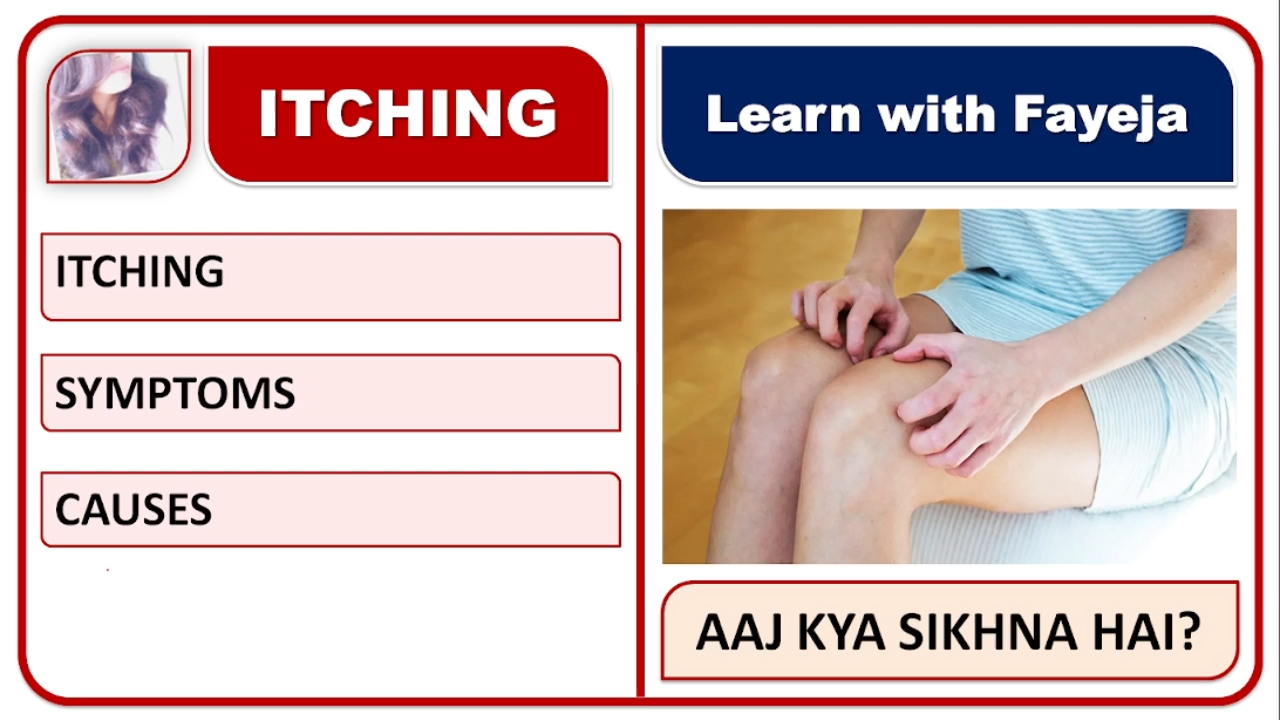 ITCHING
Learn with Fayeja
ITCHING
SYMPTOMS
CAUSES
AAJ KYA SIKHNA HAI?